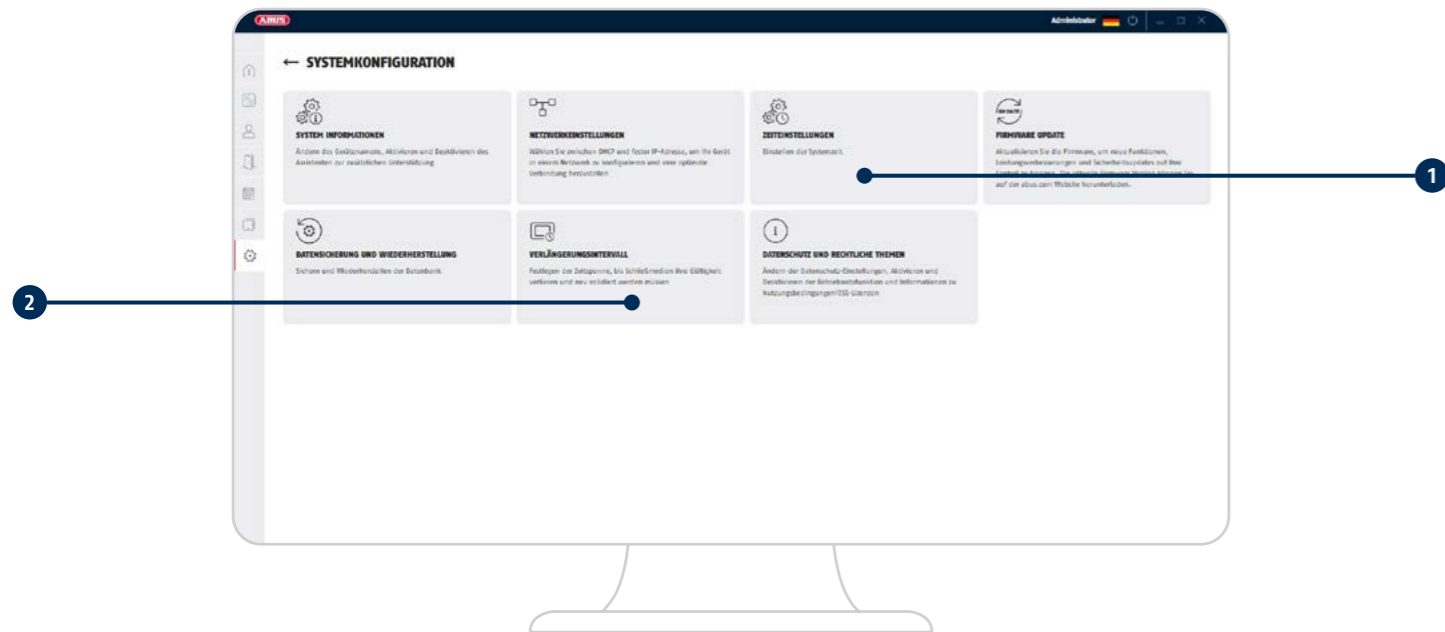 ABUS
Administrator
← SYSTEMKONFIGURATION
SYSTEM INFORMATIONEN
Ändern des Gerätenamens, Aktivieren und Deaktivieren des
Assistenten zur zusätzlichen Unterstützung
NETZWERKEINSTELLUNGEN
Wählen Sie zwischen DHCP und fester IP-Adresse, um Ihr Gerät
in einem Netzwerk zu konfigurieren und eine optimale
Verbindung herzustellen
ZEITEINSTELLUNGEN
Einstellen der Systemzeit
UPDATE
FIRMWARE UPDATE
Aktualisieren Sie die Firmware, um neue Funktionen,
Leistungsverbesserungen und Sicherheitsupdates auf Ihre
auf der abus.com Website herunterladen.
1
DATENSICHERUNG UND WIEDERHERSTELLUNG
Sichern und Wiederherstellen der Datenbank
VERLÄNGERUNGSINTERVALL
Festlegen der Zeitspanne, bis Schließmedien ihre Gültigkeit
verlieren und neu validiert werden müssen
DATENSCHUTZ UND RECHTLICHE THEMEN
Ändern der Datenschutz-Einstellungen, Aktivieren und
Deaktivieren der Betriebszeitsfunktion und Informationen zu
Nutzungsbedingungen/OSS-Lizenzen
2